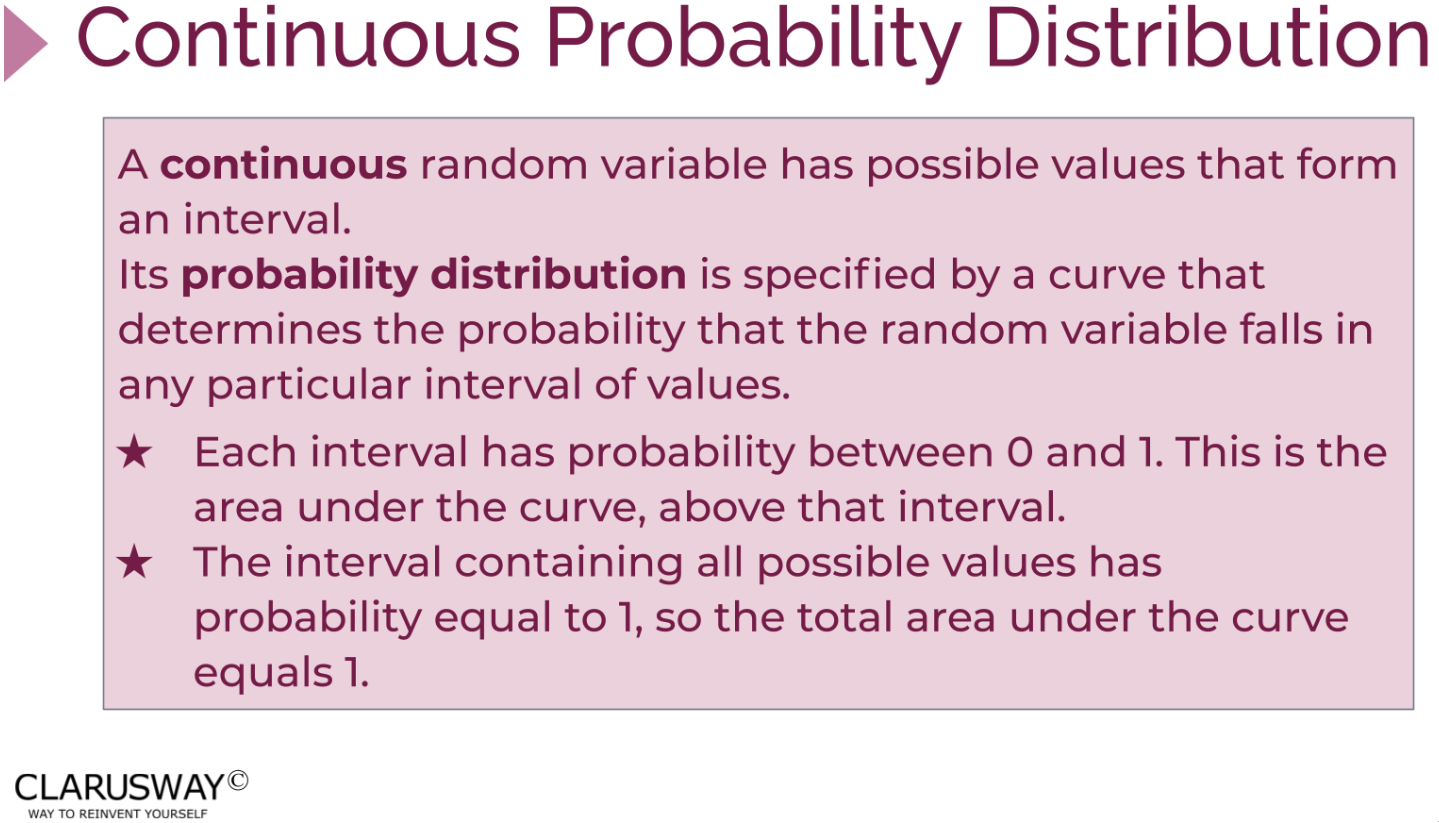 Continuous Probability Distribution
A continuous random variable has possible values that form
an interval.
Its probability distribution is specified by a curve that
determines the probability that the random variable falls in
any particular interval of values.
★ Each interval has probability between 0 and 1. This is the
area under the curve, above that interval.
★ The interval containing all possible values has
probability equal to 1, so the total area under the curve
equals 1.
CLARUSWAY©
WAY TO REINVENT YOURSELF